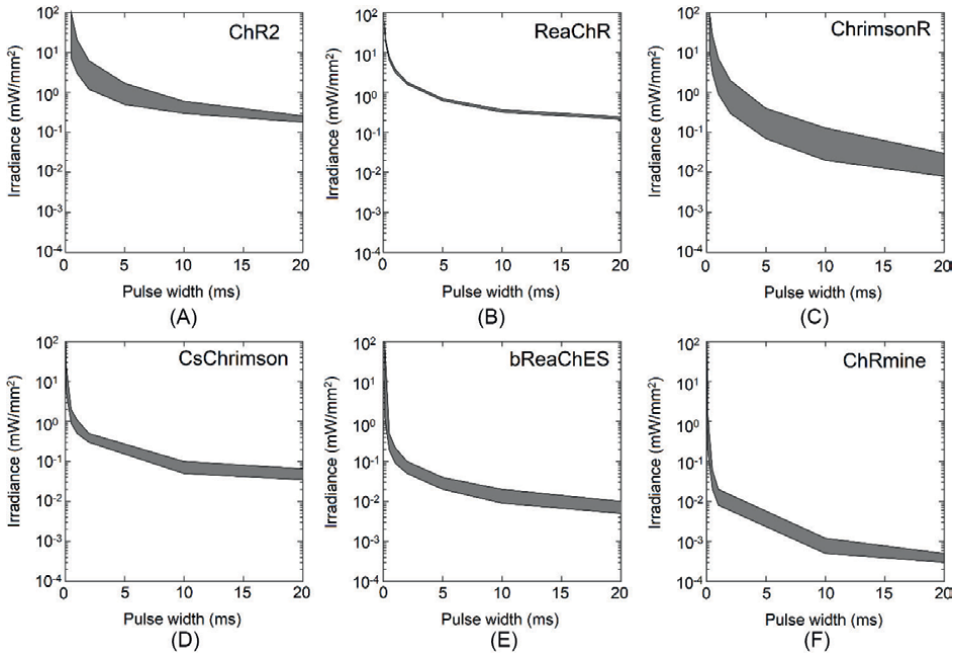 ChR2
ReaChR
ChrimsonR
10² 10² 10²
10¹ 10¹ 10¹
10⁰ 10⁰ 10⁰
10⁻¹ 10⁻¹ 10⁻¹
10⁻² 10⁻² 10⁻²
10⁻³ 10⁻³ 10⁻³
10⁻⁴ 10⁻⁴ 10⁻⁴
Irradiance (mW/mm²) Irradiance (mW/mm²) Irradiance (mW/mm²)
0 5 10 15 20 0 5 10 15 20 0 5 10 15 20
Pulse width (ms) Pulse width (ms) Pulse width (ms)
(A) (B) (C)
CsChrimson
bReaChES
ChRmine
10² 10² 10²
10¹ 10¹ 10¹
10⁰ 10⁰ 10⁰
10⁻¹ 10⁻¹ 10⁻¹
10⁻² 10⁻² 10⁻²
10⁻³ 10⁻³ 10⁻³
10⁻⁴ 10⁻⁴ 10⁻⁴
Irradiance (mW/mm²) Irradiance (mW/mm²) Irradiance (mW/mm²)
0 5 10 15 20 0 5 10 15 20 0 5 10 15 20
Pulse width (ms) Pulse width (ms) Pulse width (ms)
(D) (E) (F)